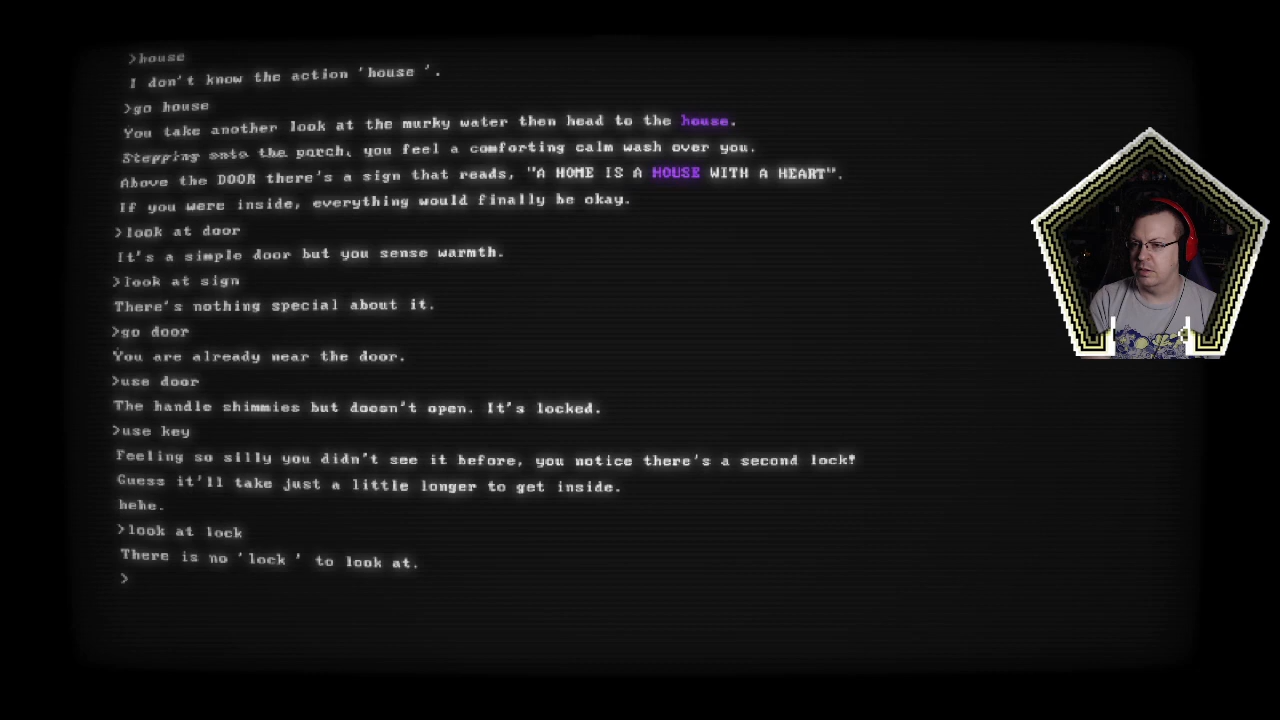 >house
I don't know the action 'house '.
>go house
You take another look at the murky water then head to the house.
Stepping onto the porch, you feel a comforting calm wash over you.
Above the DOOR there's a sign that reads, "A HOME IS A HOUSE WITH A HEART".
If you were inside, everything would finally be okay.
>look at door
It's a simple door but you sense warmth.
>look at sign
There's nothing special about it.
>go door
You are already near the door.
>use door
The handle shimmies but doesn't open. It's locked.
>use key
Feeling so silly you didn't see it before, you notice there's a second lock!
Guess it'll take just a little longer to get inside.
hehe.
>look at lock
There is no 'lock ' to look at.
>